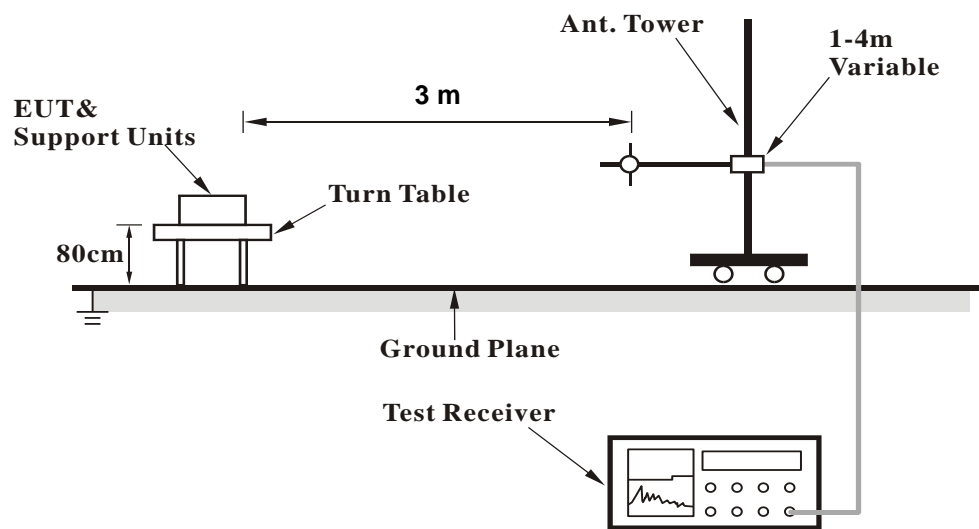 Ant. Tower
1-4m
Variable
3 m
EUT&
Support Units
Turn Table
80cm
Ground Plane
Test Receiver